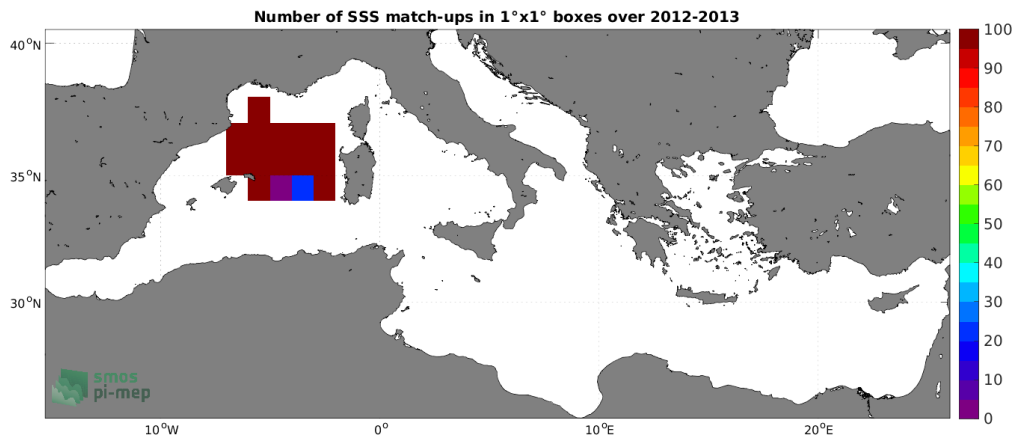 Number of SSS match-ups in 1°x1° boxes over 2012-2013
40°N
35°N
30°N
10°W
0°
10°E
20°E
100
90
80
70
60
50
40
30
20
10
0
smos
pi-mep